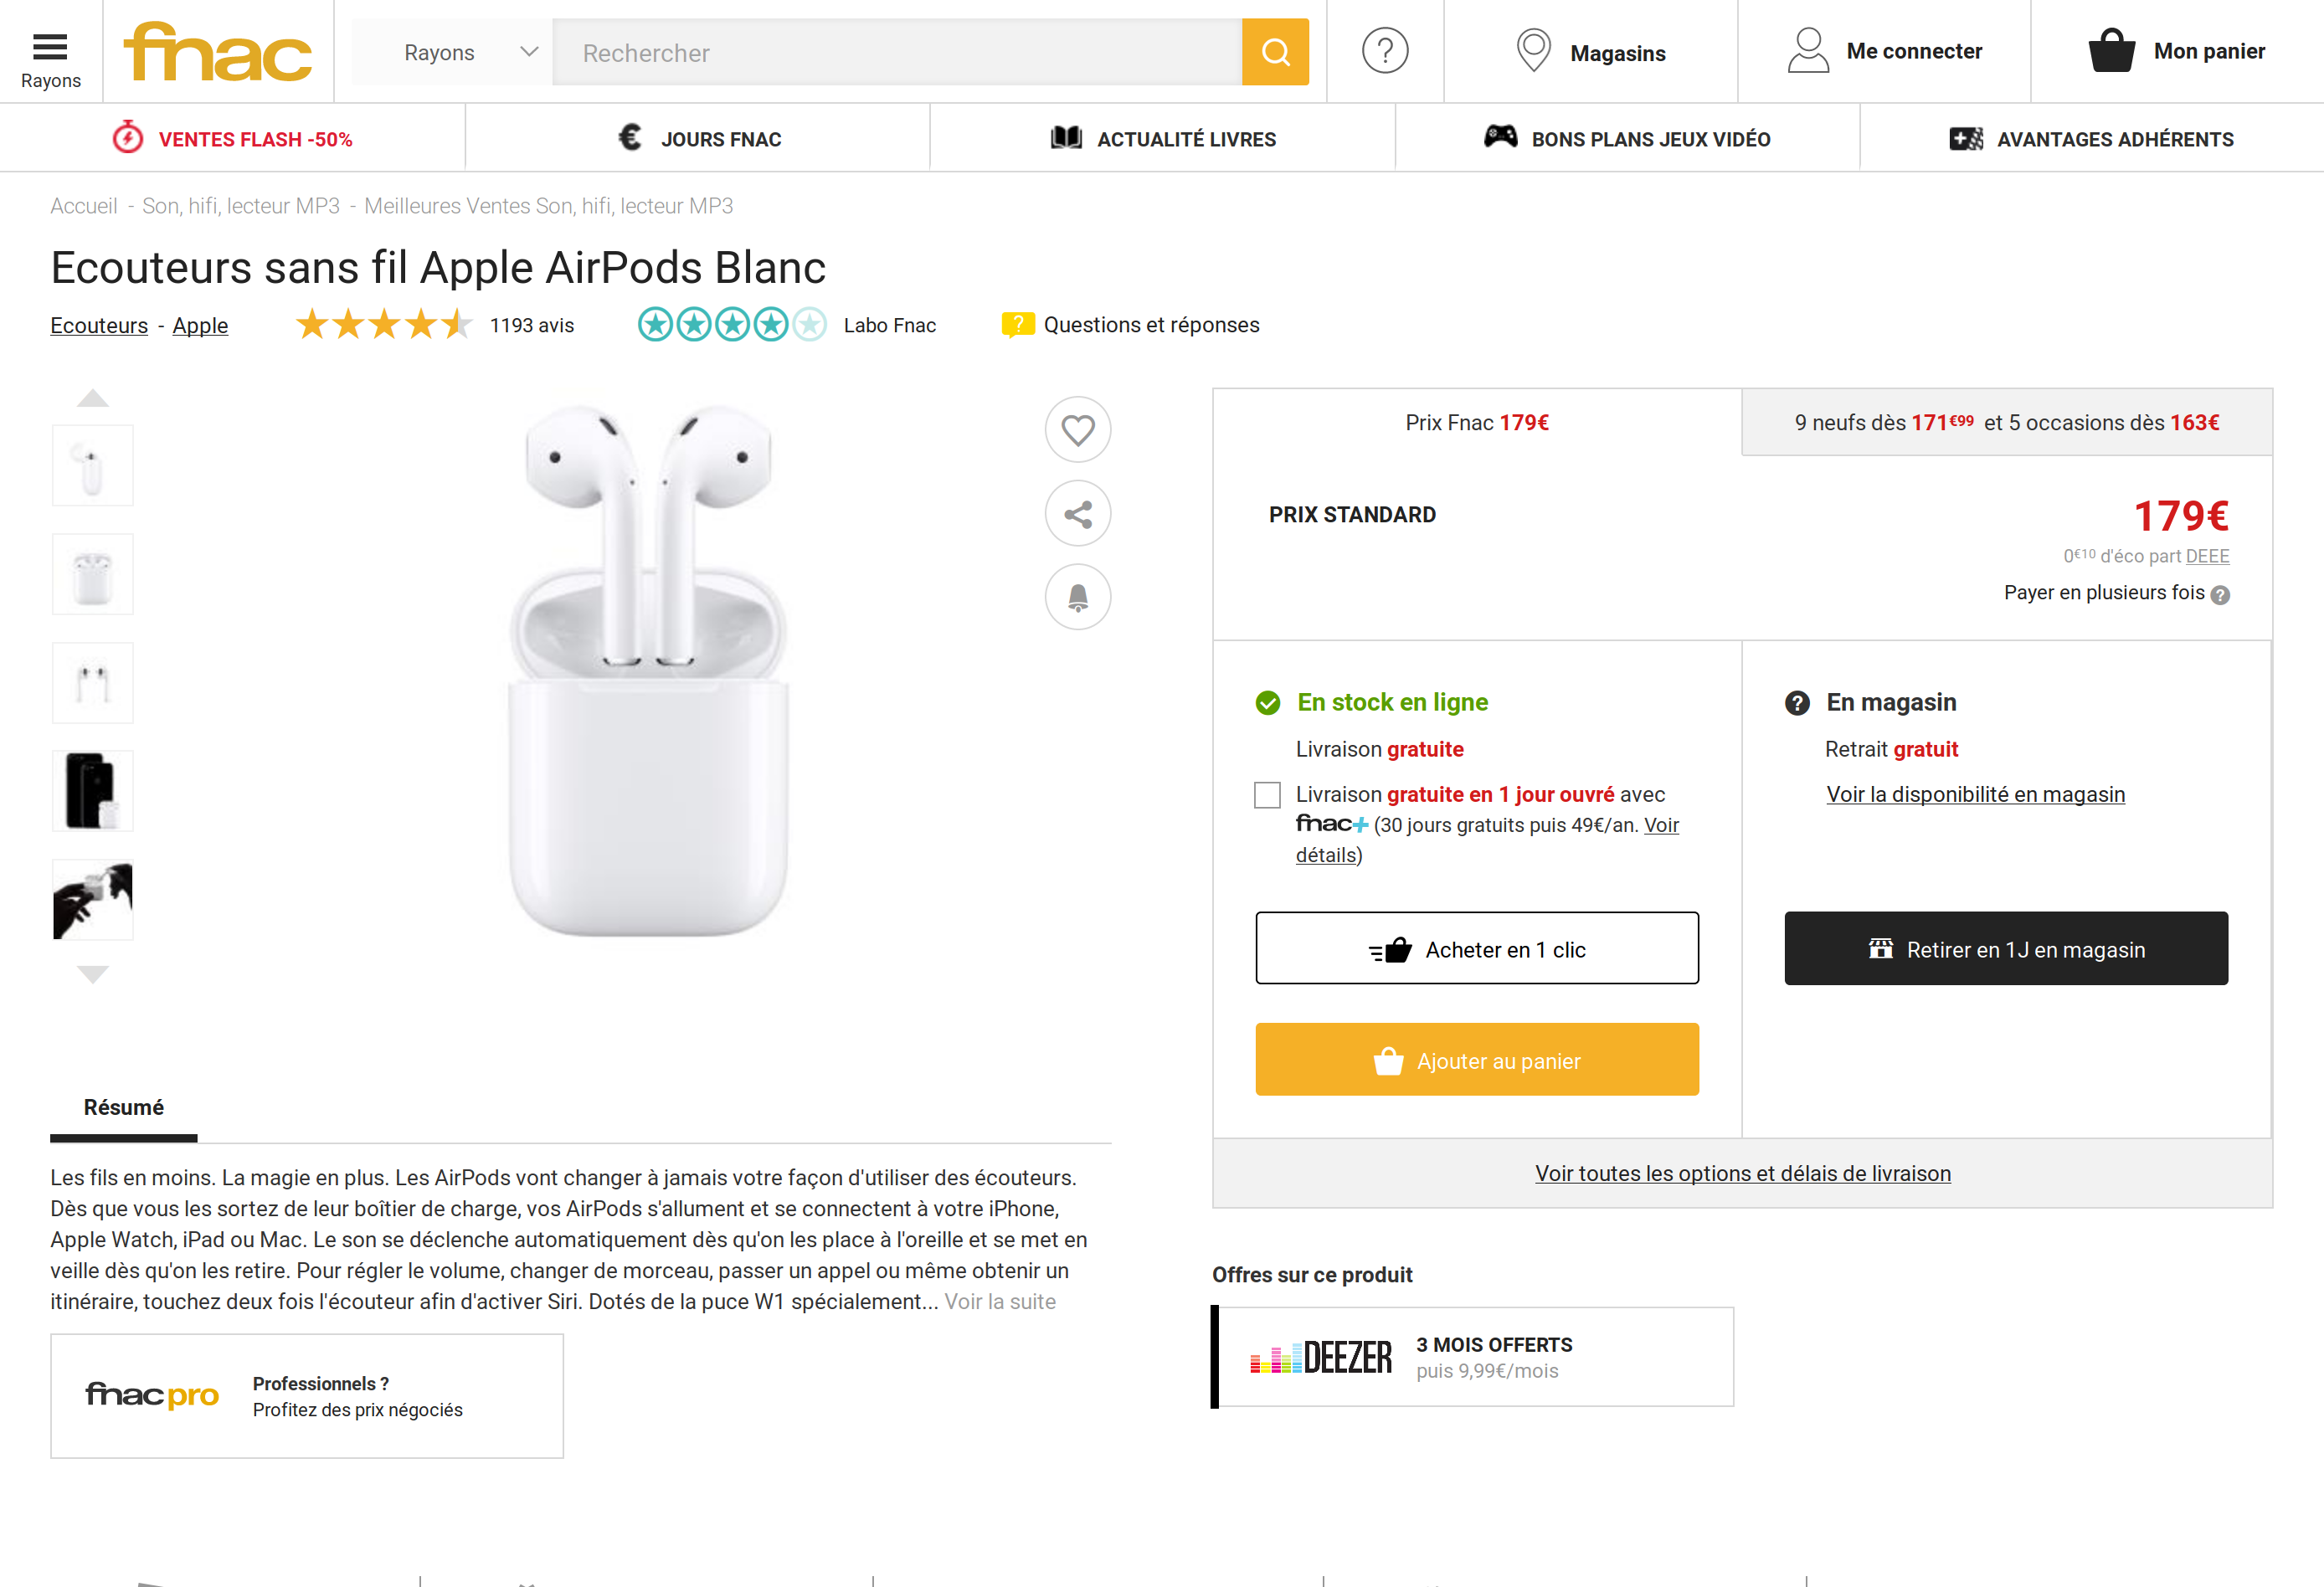 Rayons
fnac
Rayons
Rechercher
?
Magasins
Me connecter
Mon panier
VENTES FLASH -50%
€ JOURS FNAC
ACTUALITÉ LIVRES
BONS PLANS JEUX VIDÉO
AVANTAGES ADHÉRENTS
Accueil - Son, hifi, lecteur MP3 - Meilleures Ventes Son, hifi, lecteur MP3
Ecouteurs sans fil Apple AirPods Blanc
Ecouteurs - Apple
1193 avis
Labo Fnac
? Questions et réponses
Prix Fnac 179€
9 neufs dès 171€99 et 5 occasions dès 163€
PRIX STANDARD
179€
0€10 d'éco part DEEE
Payer en plusieurs fois ?
En stock en ligne
Livraison gratuite
Livraison gratuite en 1 jour ouvré avec
fnac+ (30 jours gratuits puis 49€/an. Voir
détails)
Acheter en 1 clic
Ajouter au panier
? En magasin
Retrait gratuit
Voir la disponibilité en magasin
Retirer en 1J en magasin
Voir toutes les options et délais de livraison
Résumé
Les fils en moins. La magie en plus. Les AirPods vont changer à jamais votre façon d'utiliser des écouteurs.
Dès que vous les sortez de leur boîtier de charge, vos AirPods s'allument et se connectent à votre iPhone,
Apple Watch, iPad ou Mac. Le son se déclenche automatiquement dès qu'on les place à l'oreille et se met en
veille dès qu'on les retire. Pour régler le volume, changer de morceau, passer un appel ou même obtenir un
itinéraire, touchez deux fois l'écouteur afin d'activer Siri. Dotés de la puce W1 spécialement... Voir la suite
fnac pro
Professionnels ?
Profitez des prix négociés
Offres sur ce produit
DEEZER
3 MOIS OFFERTS
puis 9,99€/mois